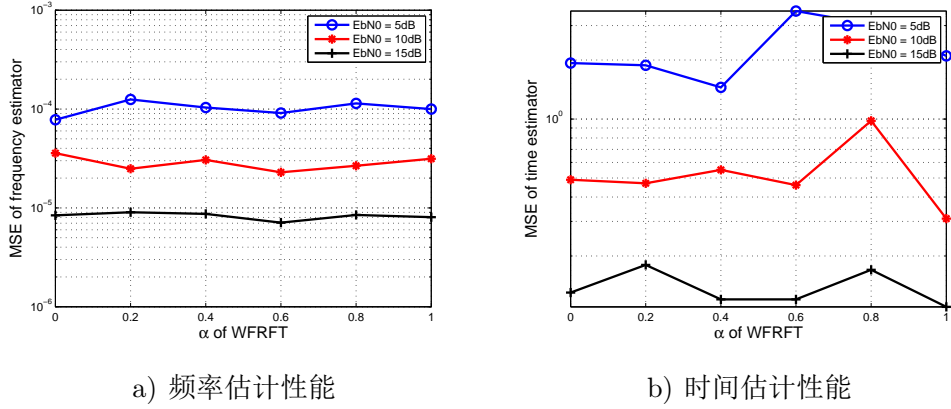 10⁻³
10⁻⁴
10⁻⁵
10⁻⁶
MSE of frequency estimator
EbN0 = 5dB
EbN0 = 10dB
EbN0 = 15dB
0 0.2 0.4 0.6 0.8 1
α of WFRFT
a) 频率估计性能
10⁰
MSE of time estimator
EbN0 = 5dB
EbN0 = 10dB
EbN0 = 15dB
0 0.2 0.4 0.6 0.8 1
α of WFRFT
b) 时间估计性能